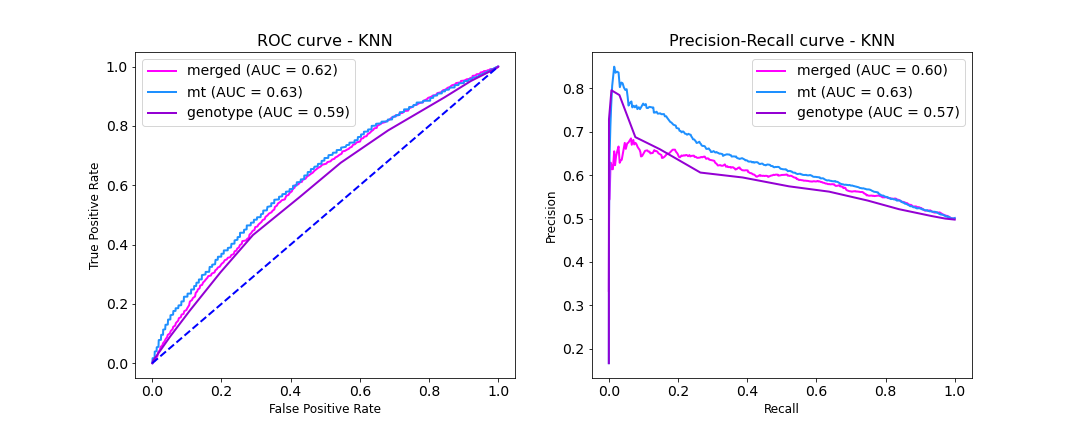 ROC curve - KNN
merged (AUC = 0.62)
mt (AUC = 0.63)
genotype (AUC = 0.59)
True Positive Rate
1.0
0.8
0.6
0.4
0.2
0.0
0.0 0.2 0.4 0.6 0.8 1.0
False Positive Rate
Precision-Recall curve - KNN
merged (AUC = 0.60)
mt (AUC = 0.63)
genotype (AUC = 0.57)
Precision
0.8
0.7
0.6
0.5
0.4
0.3
0.2
0.0 0.2 0.4 0.6 0.8 1.0
Recall